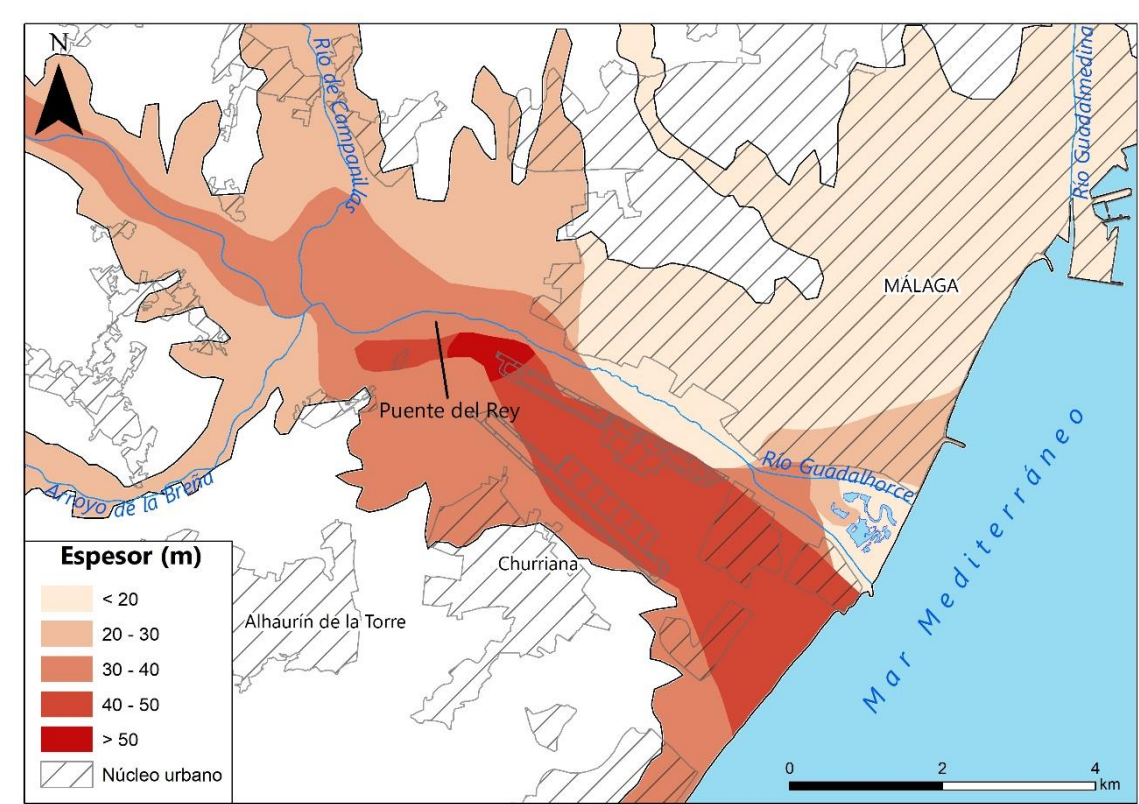 N
Río de Campanillas
Río Guadalmedina
MÁLAGA
Puente del Rey
Río Guadalhorce
Arroyo de la Breña
Mar Mediterráneo
Churriana
Alhaurín de la Torre
Espesor (m)
< 20
20 - 30
30 - 40
40 - 50
> 50
Núcleo urbano
0 2 4
km